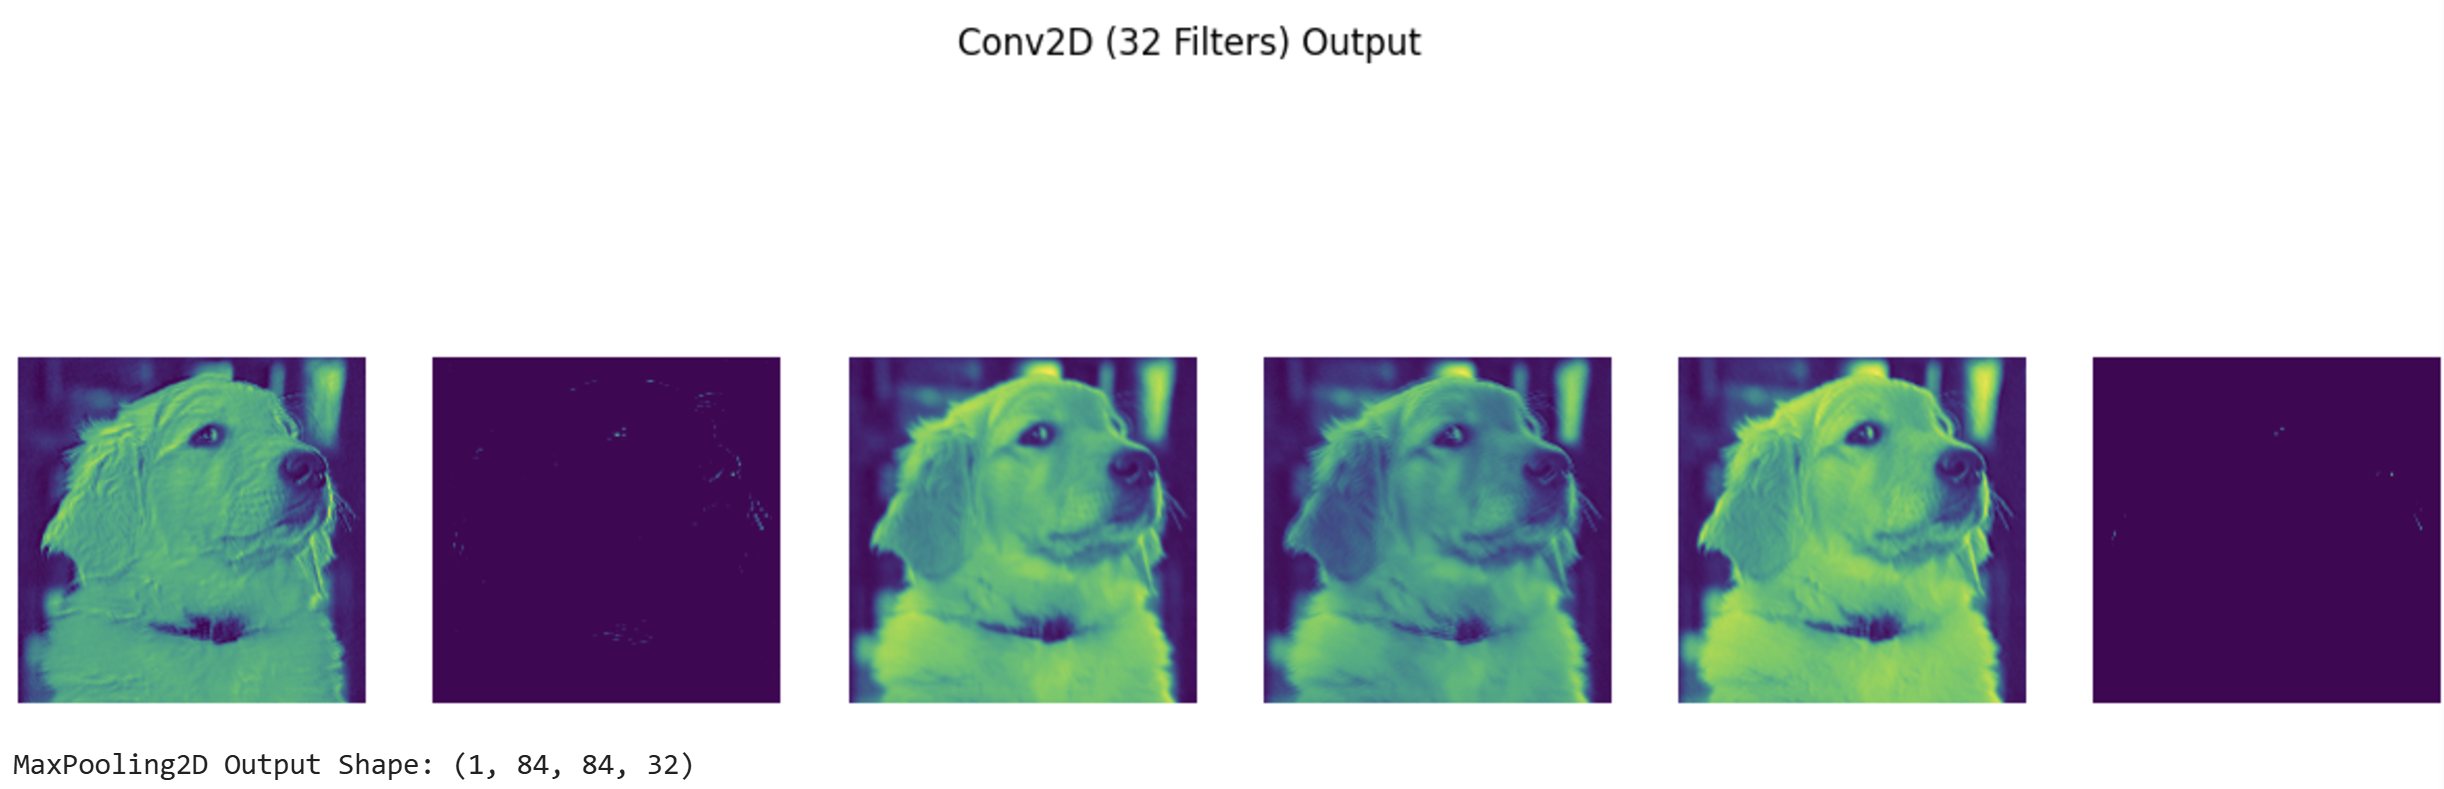 Conv2D (32 Filters) Output
MaxPooling2D Output Shape: (1, 84, 84, 32)